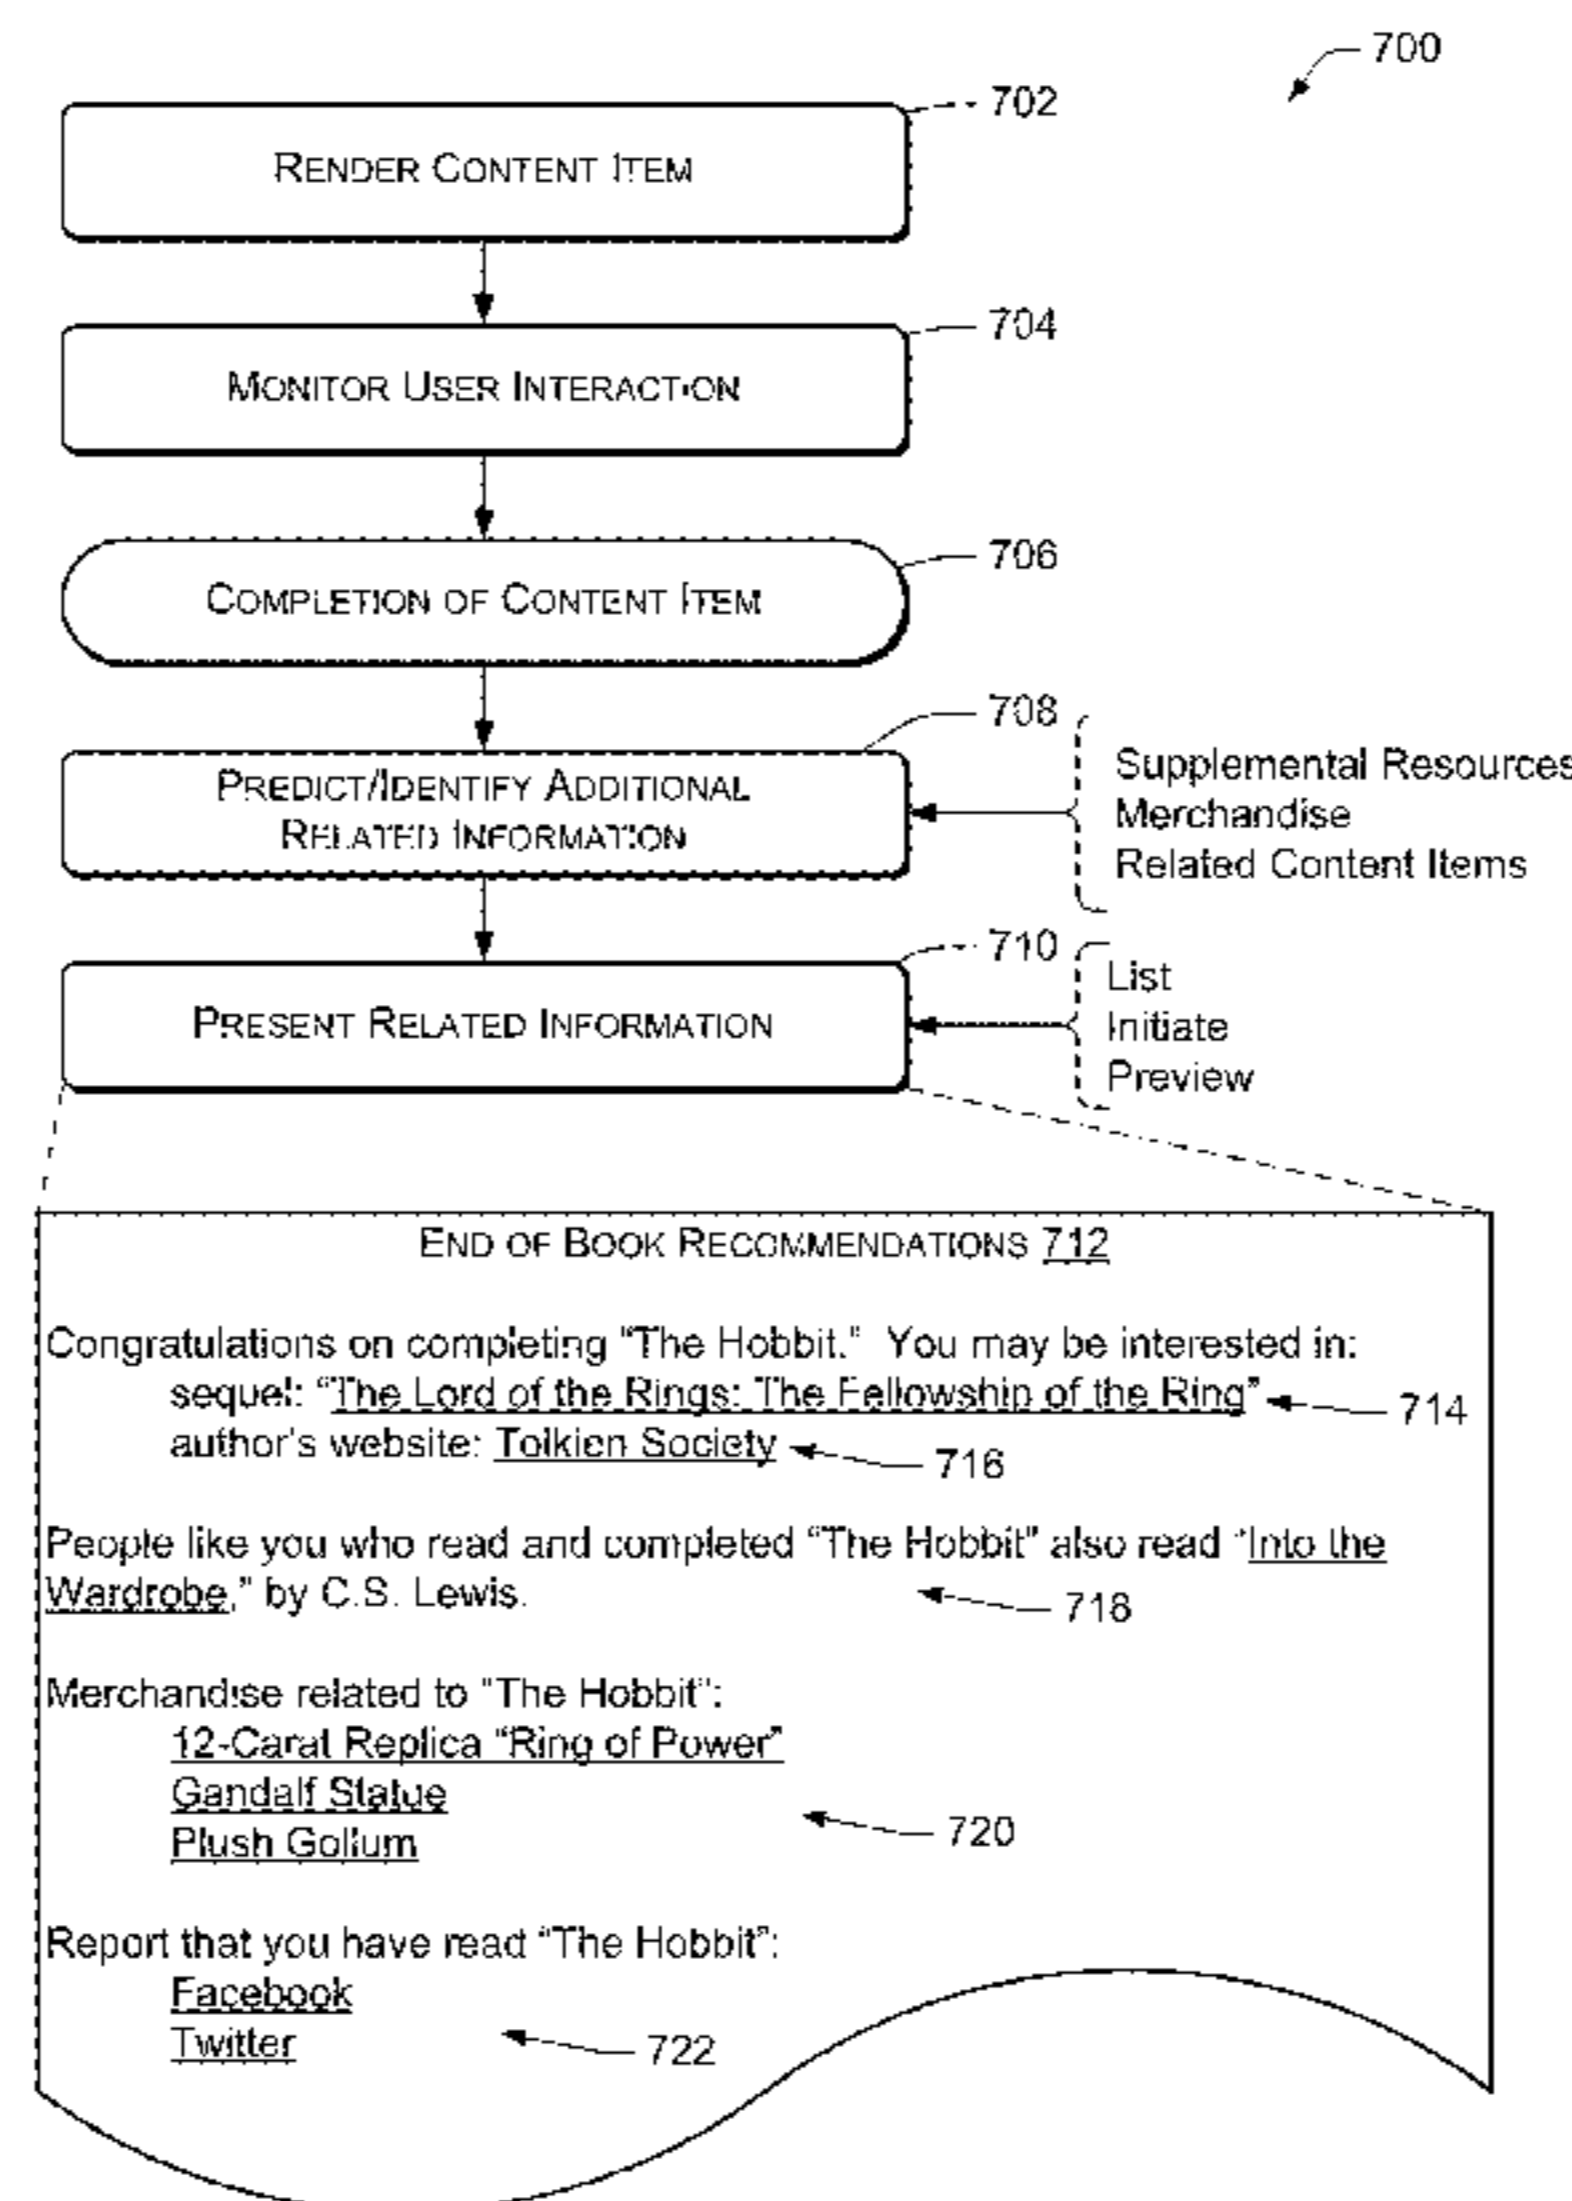 700
702
RENDER CONTENT ITEM
704
MONITOR USER INTERACTION
706
COMPLETION OF CONTENT ITEM
708
PREDICT/IDENTIFY ADDITIONAL
RELATED INFORMATION
Supplemental Resources
Merchandise
Related Content Items
710
PRESENT RELATED INFORMATION
List
Initiate
Preview
END OF BOOK RECOMMENDATIONS 712
Congratulations on completing “The Hobbit.” You may be interested in:
sequel: “The Lord of the Rings: The Fellowship of the Ring”
714
author's website: Tolkien Society
716
People like you who read and completed “The Hobbit” also read “Into the
Wardrobe,” by C.S. Lewis.
718
Merchandise related to “The Hobbit”:
12-Carat Replica “Ring of Power”
Gandalf Statue
Plush Gollum
720
Report that you have read “The Hobbit”:
Facebook
Twitter
722